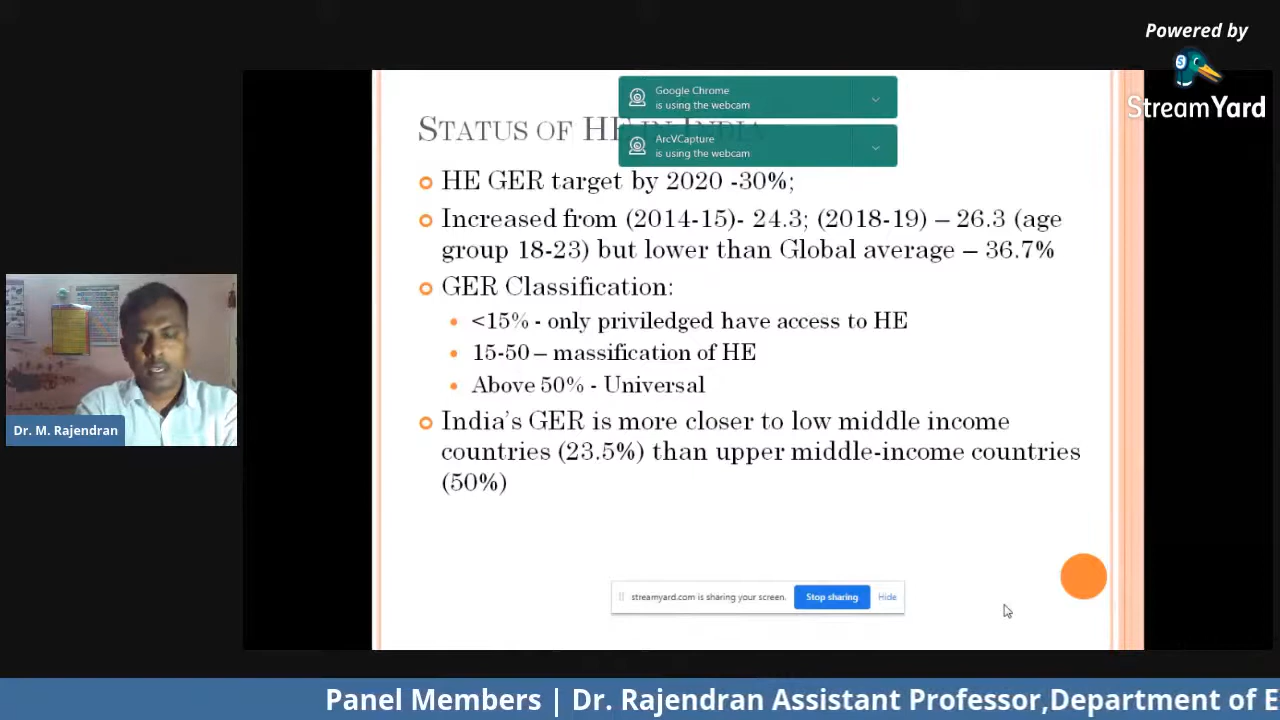 Powered by
StreamYard
Google Chrome
is using the webcam
ArcVCapture
is using the webcam
STATUS OF HE IN INDIA
HE GER target by 2020 -30%;
Increased from (2014-15)- 24.3; (2018-19) – 26.3 (age
group 18-23) but lower than Global average – 36.7%
GER Classification:
<15% - only priviledged have access to HE
15-50 – massification of HE
Above 50% - Universal
India's GER is more closer to low middle income
countries (23.5%) than upper middle-income countries
(50%)
Dr. M. Rajendran
streamyard.com is sharing your screen. Stop sharing Hide
Panel Members | Dr. Rajendran Assistant Professor,Department of E